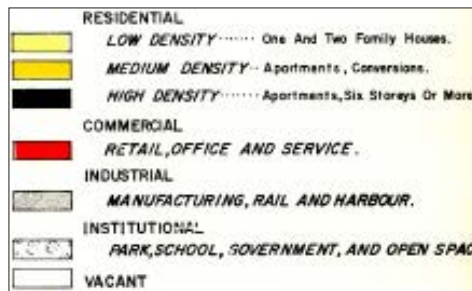 RESIDENTIAL
LOW DENSITY ······· One And Two Family Houses.
MEDIUM DENSITY ·· Apartments, Conversions.
HIGH DENSITY ······· Apartments, Six Storeys Or More
COMMERCIAL
RETAIL, OFFICE AND SERVICE.
INDUSTRIAL
MANUFACTURING, RAIL AND HARBOUR.
INSTITUTIONAL
PARK, SCHOOL, GOVERNMENT, AND OPEN SPAC
VACANT